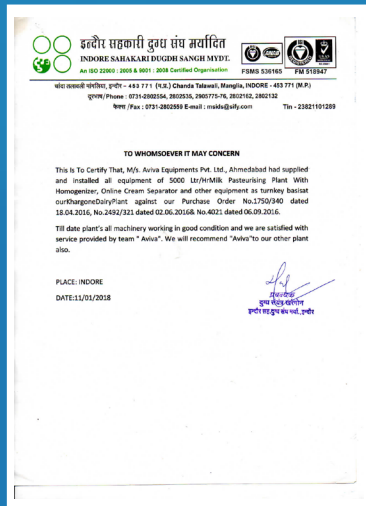 इन्दौर सहकारी दुग्ध संघ मर्यादित
INDORE SAHAKARI DUGDH SANGH MYDT.
An ISO 22000 : 2005 & 9001 : 2008 Certified Organisation
FSMS 536165 FM 518947
चांदा तलावली मांगलिया, इन्दौर – 453 771 (म.प्र.) Chanda Talawali, Manglia, INDORE - 453 771 (M.P.)
दूरभाष/Phone : 0731-2802554, 2802535, 2905775-76, 2802162, 2802132
फेक्स /Fax : 0731-2802559 E-mail : msids@sify.com Tin - 23821101289
TO WHOMSOEVER IT MAY CONCERN
This Is To Certify That, M/s. Aviva Equipments Pvt. Ltd., Ahmedabad had supplied
and installed all equipment of 5000 Ltr/HrMilk Pasteurising Plant With
Homogenizer, Online Cream Separator and other equipment as turnkey basisat
ourKhargoneDairyPlant against our Purchase Order No.1750/340 dated
18.04.2016, No.2492/321 dated 02.06.2016& No.4021 dated 06.09.2016.
Till date plant's all machinery working in good condition and we are satisfied with
service provided by team " Aviva". We will recommend "Aviva"to our other plant
also.
PLACE: INDORE
DATE:11/01/2018
प्रबन्धक
दुग्ध संयंत्र खरगोन
इन्दौर सह.दुग्ध संघ मर्या., इन्दौर